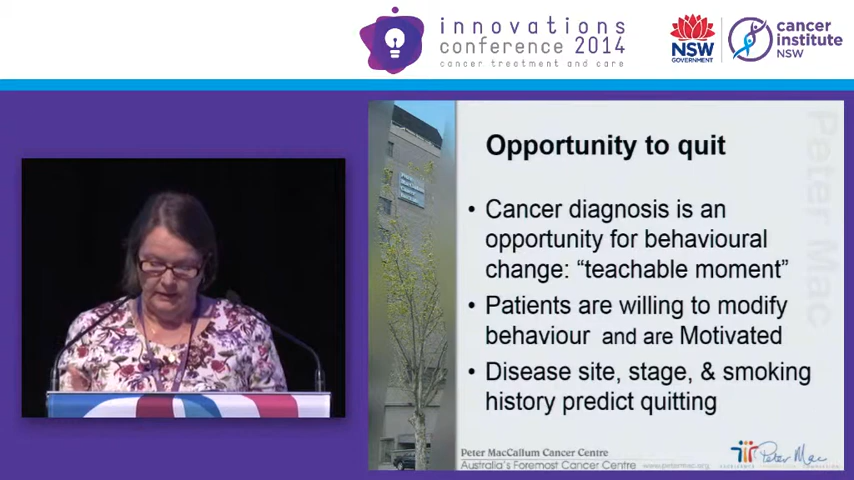 innovations
conference 2014
cancer treatment and care
NSW
GOVERNMENT
cancer
institute
NSW
Peter Mac
Opportunity to quit
• Cancer diagnosis is an
opportunity for behavioural
change: “teachable moment”
• Patients are willing to modify
behaviour and are Motivated
• Disease site, stage, & smoking
history predict quitting
Peter MacCallum Cancer Centre
Australia's Foremost Cancer Centre www.petermac.org
Peter Mac